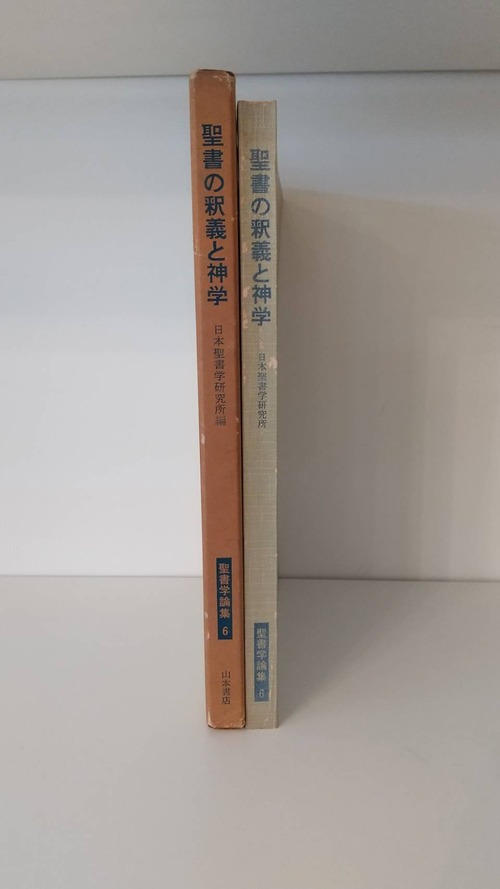 聖書の釈義と神学
日本聖書学研究所編
聖書学論集
6
山本書店
聖書の釈義と神学
日本聖書学研究所
聖書学論集
6